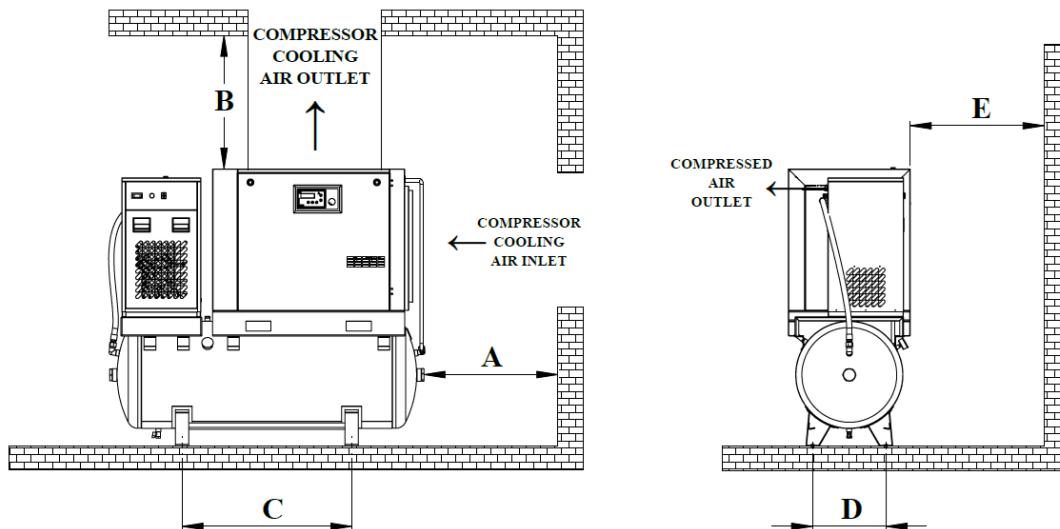 COMPRESSOR
COOLING
AIR OUTLET
B
E
COMPRESSED
AIR
OUTLET
COMPRESSOR
COOLING
AIR INLET
A
C
D